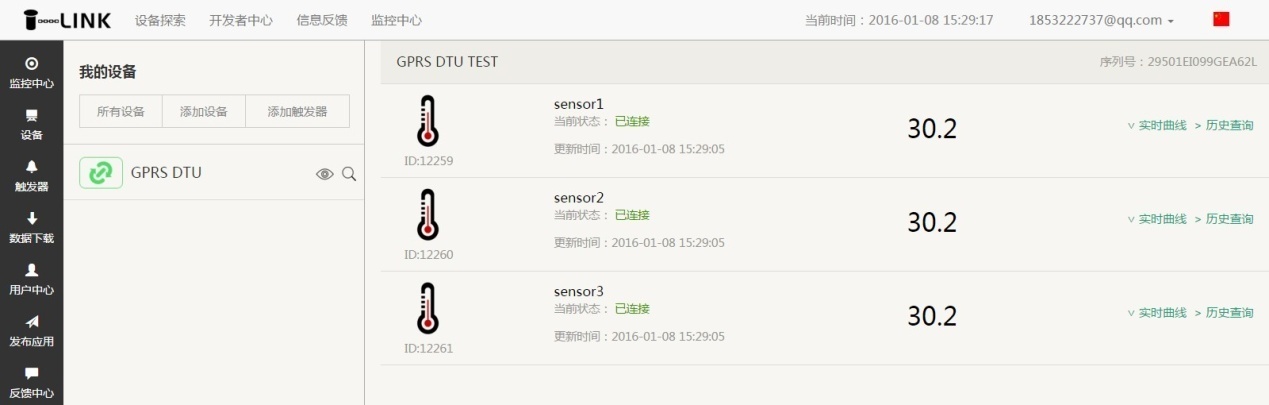 LINK 设备探索 开发者中心 信息反馈 监控中心 当前时间：2016-01-08 15:29:17 1853222737@qq.com
监控中心
设备
触发器
数据下载
用户中心
发布应用
反馈中心
我的设备
所有设备 添加设备 添加触发器
GPRS DTU
GPRS DTU TEST 序列号：29501EI099GEA62L
sensor1
当前状态： 已连接
30.2
˅ 实时曲线 > 历史查询
更新时间：2016-01-08 15:29:05
ID:12259
sensor2
当前状态： 已连接
30.2
˅ 实时曲线 > 历史查询
更新时间：2016-01-08 15:29:05
ID:12260
sensor3
当前状态： 已连接
30.2
˅ 实时曲线 > 历史查询
更新时间：2016-01-08 15:29:05
ID:12261